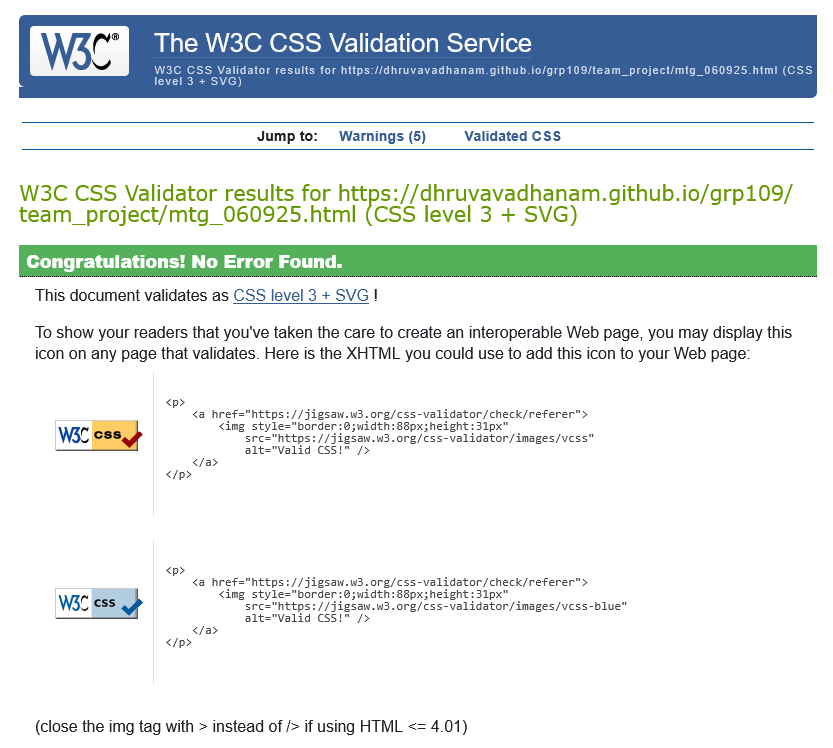 W3C®
The W3C CSS Validation Service
W3C CSS Validator results for https://dhruvavadhanam.github.io/grp109/team_project/mtg_060925.html (CSS
level 3 + SVG)
Jump to: Warnings (5) Validated CSS
W3C CSS Validator results for https://dhruvavadhanam.github.io/grp109/
team_project/mtg_060925.html (CSS level 3 + SVG)
Congratulations! No Error Found.
This document validates as CSS level 3 + SVG !
To show your readers that you've taken the care to create an interoperable Web page, you may display this
icon on any page that validates. Here is the XHTML you could use to add this icon to your Web page:
W3C css
<p>
    <a href="https://jigsaw.w3.org/css-validator/check/referer">
        <img style="border:0;width:88px;height:31px"
            src="https://jigsaw.w3.org/css-validator/images/vcss"
            alt="Valid CSS!" />
    </a>
</p>
W3C css
<p>
    <a href="https://jigsaw.w3.org/css-validator/check/referer">
        <img style="border:0;width:88px;height:31px"
            src="https://jigsaw.w3.org/css-validator/images/vcss-blue"
            alt="Valid CSS!" />
    </a>
</p>
(close the img tag with > instead of /> if using HTML <= 4.01)